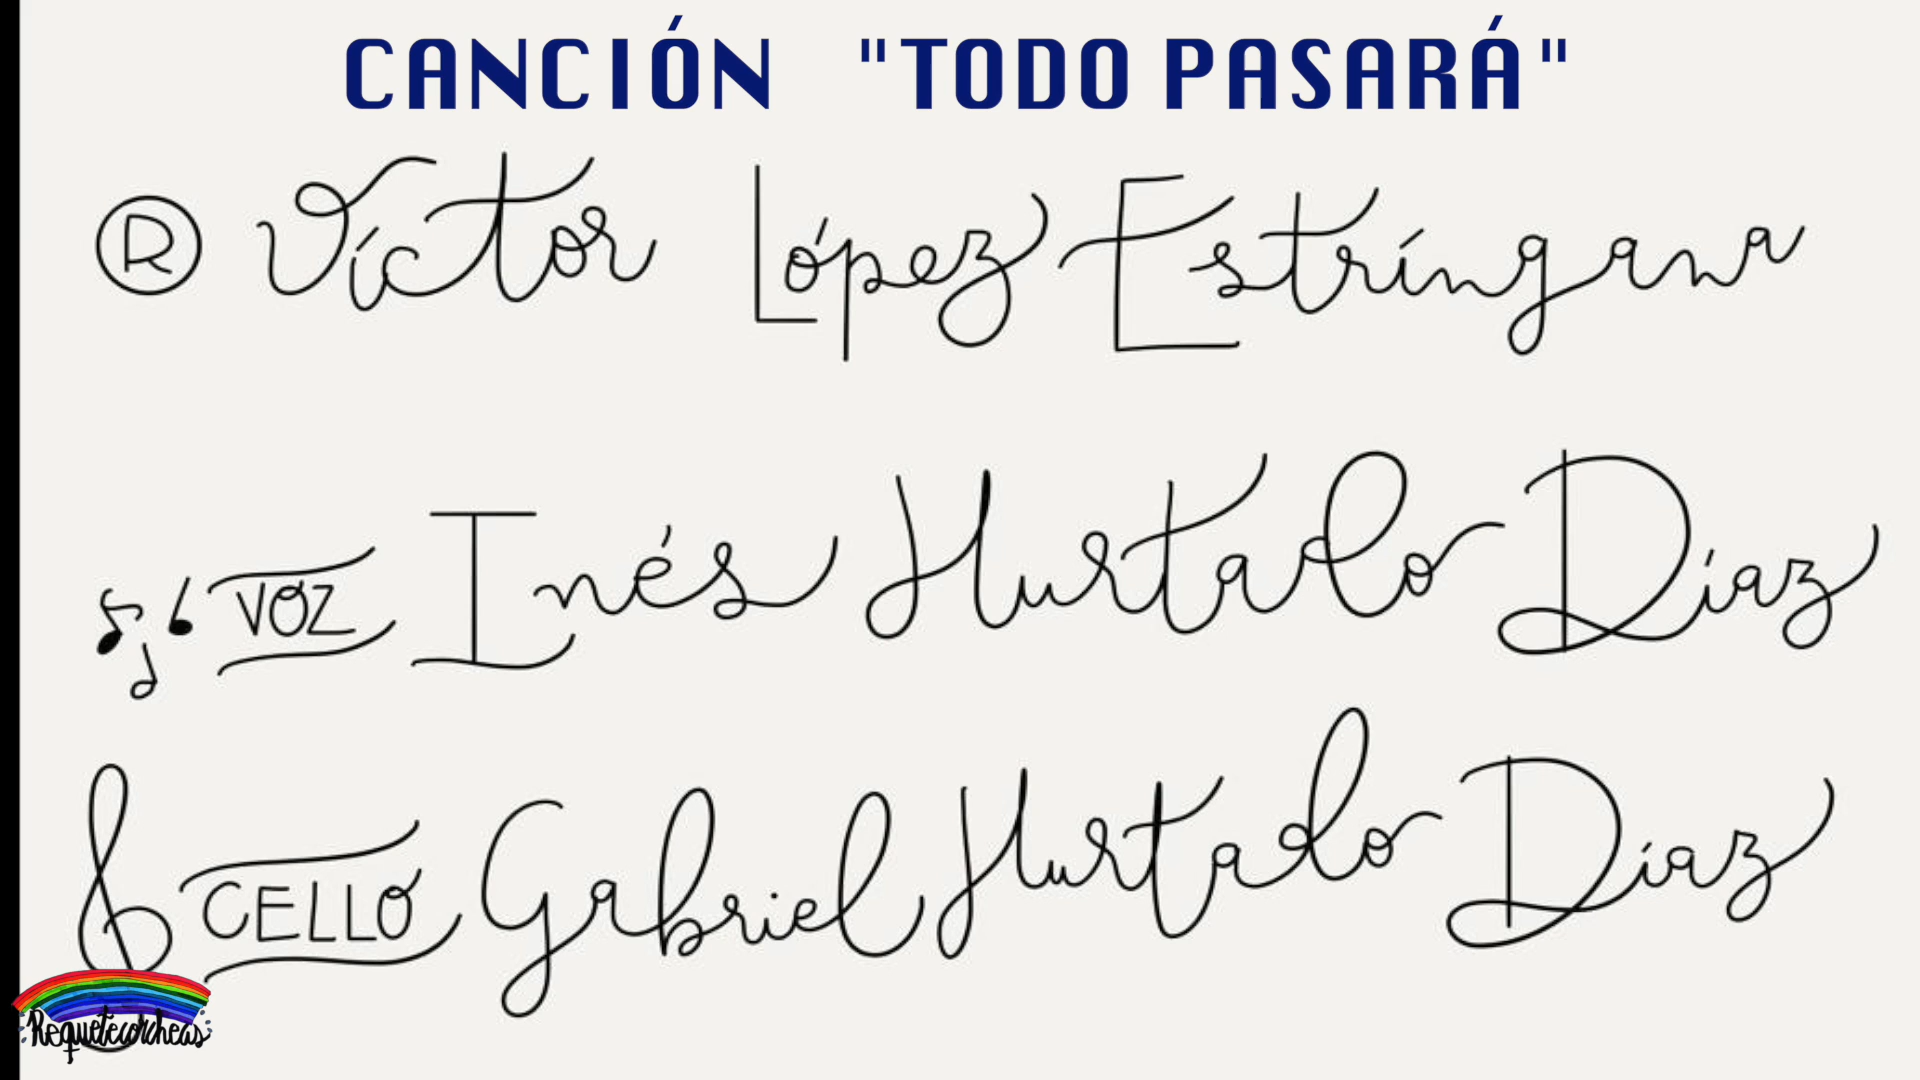 CANCIÓN "TODO PASARÁ"
® Víctor López Estríngana
VOZ Inés Hurtado Díaz
CELLO Gabriel Hurtado Díaz
Requetecorcheas